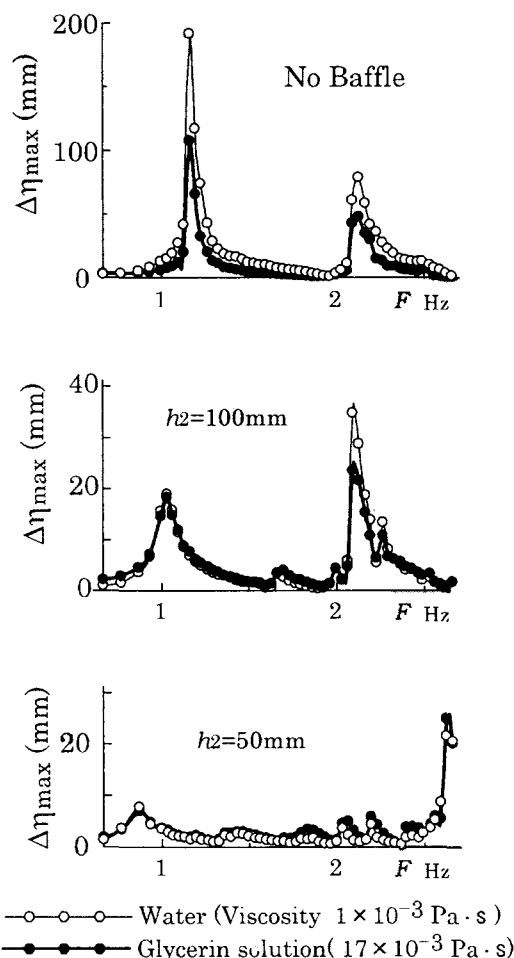 200
No Baffle
100
Δηmax (mm)
0
1
2
F Hz
40
h2=100mm
20
Δηmax (mm)
0
1
2
F Hz
h2=50mm
20
Δηmax (mm)
0
1
2
F Hz
Water (Viscosity 1×10⁻³ Pa·s)
Glycerin solution( 17×10⁻³ Pa·s)